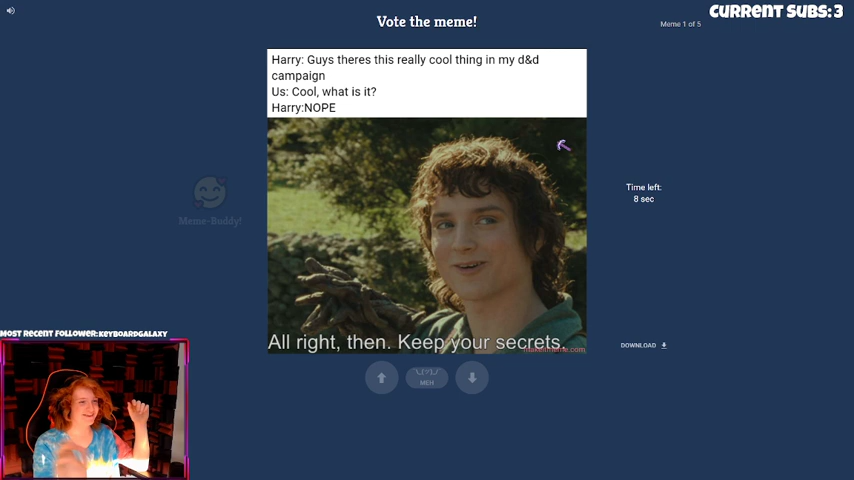 CURRENT SUBS: 3
Vote the meme!
Meme 1 of 5
Harry: Guys theres this really cool thing in my d&d
campaign
Us: Cool, what is it?
Harry:NOPE
Time left:
8 sec
Meme-Buddy!
All right, then. Keep your secrets.
makeitmeme.com
DOWNLOAD
MEH
MOST RECENT FOLLOWER:KEYBOARDGALAXY